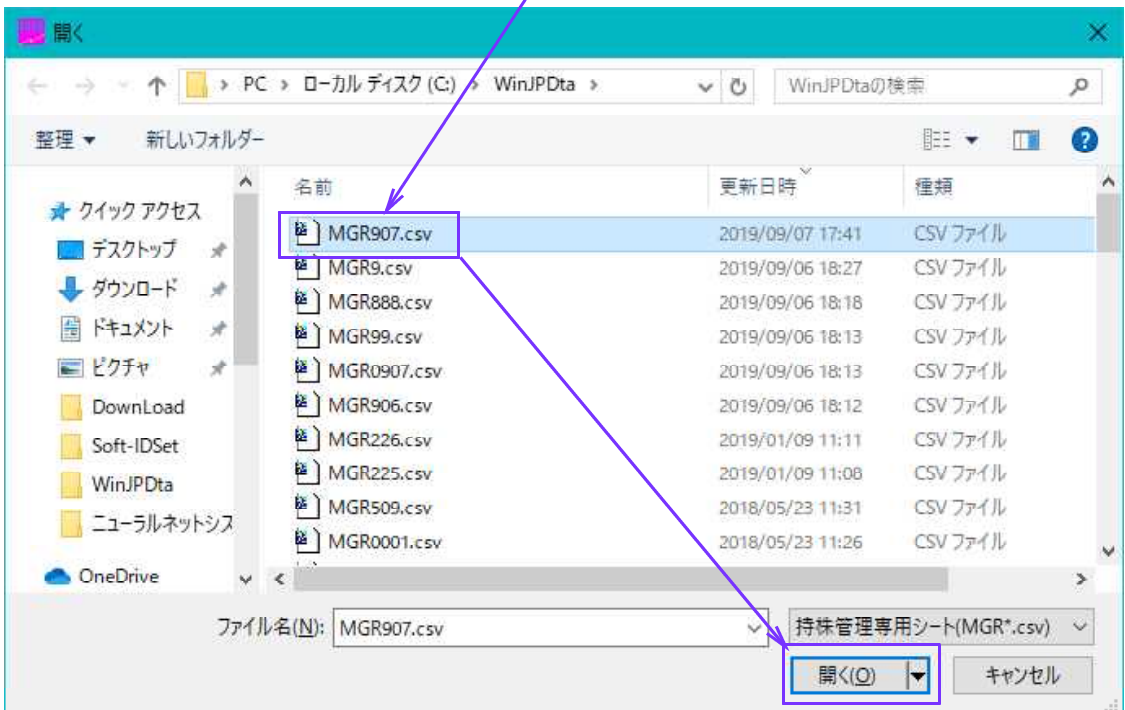 開く
PC › ローカル ディスク (C:) › WinJPDta ›
WinJPDtaの検索
整理
新しいフォルダー
クイック アクセス
デスクトップ
ダウンロード
ドキュメント
ピクチャ
DownLoad
Soft-IDSet
WinJPDta
ニューラルネットシス
OneDrive
名前 更新日時 種類
MGR907.csv 2019/09/07 17:41 CSV ファイル
MGR9.csv 2019/09/06 18:27 CSV ファイル
MGR888.csv 2019/09/06 18:18 CSV ファイル
MGR99.csv 2019/09/06 18:13 CSV ファイル
MGR0907.csv 2019/09/06 18:13 CSV ファイル
MGR906.csv 2019/09/06 18:12 CSV ファイル
MGR226.csv 2019/01/09 11:11 CSV ファイル
MGR225.csv 2019/01/09 11:08 CSV ファイル
MGR509.csv 2018/05/23 11:31 CSV ファイル
MGR0001.csv 2018/05/23 11:26 CSV ファイル
ファイル名(N): MGR907.csv
持株管理専用シート(MGR*.csv)
開く(O)
キャンセル